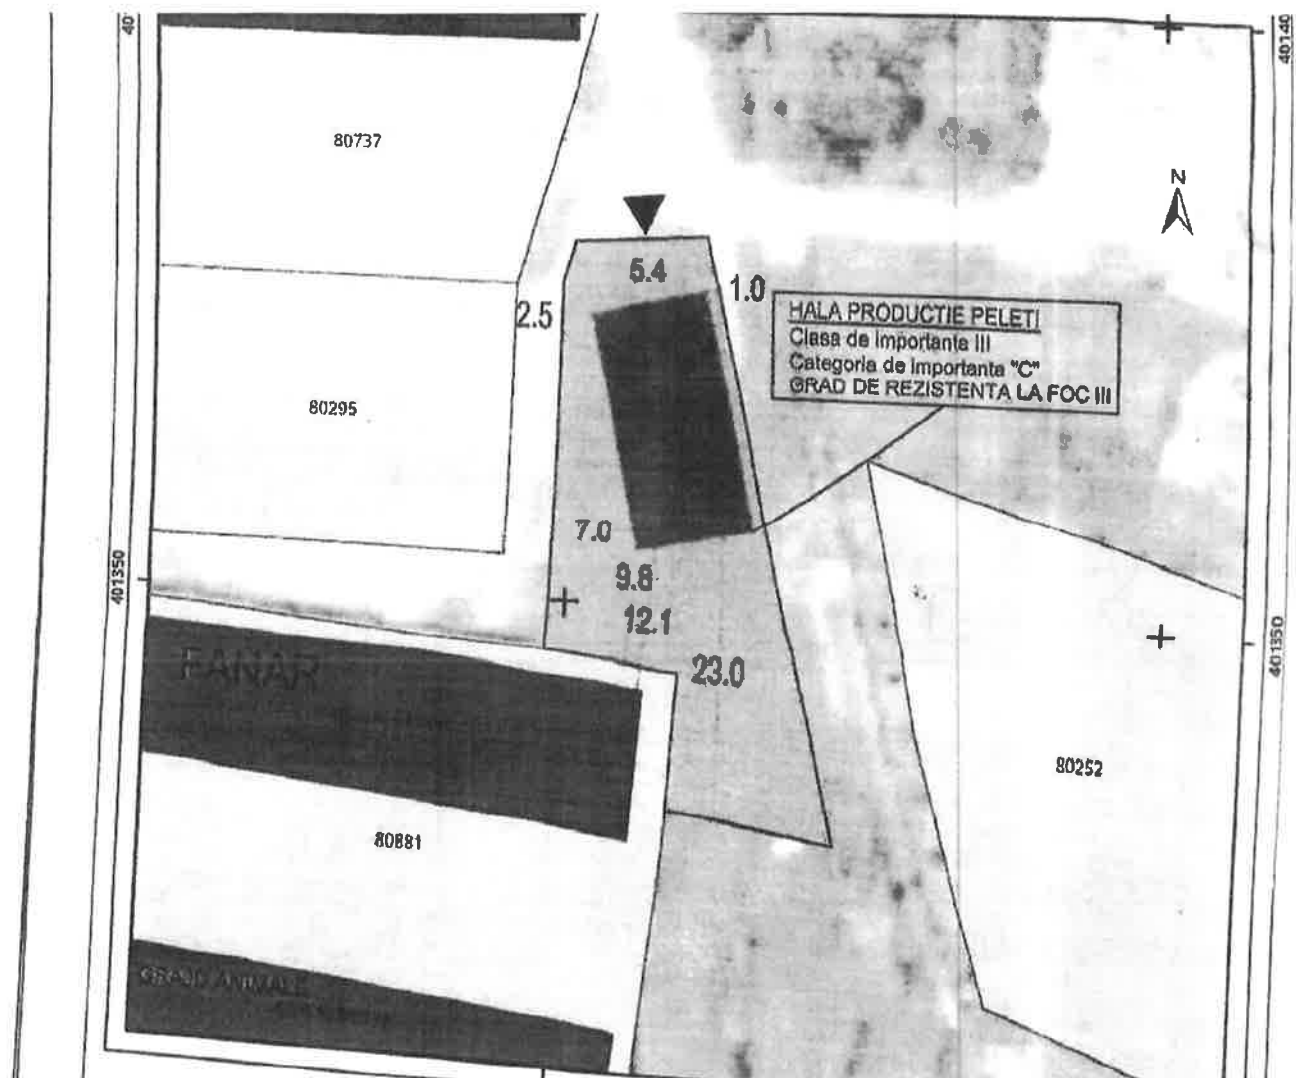 40140
80737
N
5.4
1.0
2.5
HALA PRODUCTIE PELETI
Clasa de importanta III
Categoria de importanta "C"
GRAD DE REZISTENTA LA FOC III
80295
7.0
9.8
12.1
401350
401350
23.0
FANAR
80252
80881